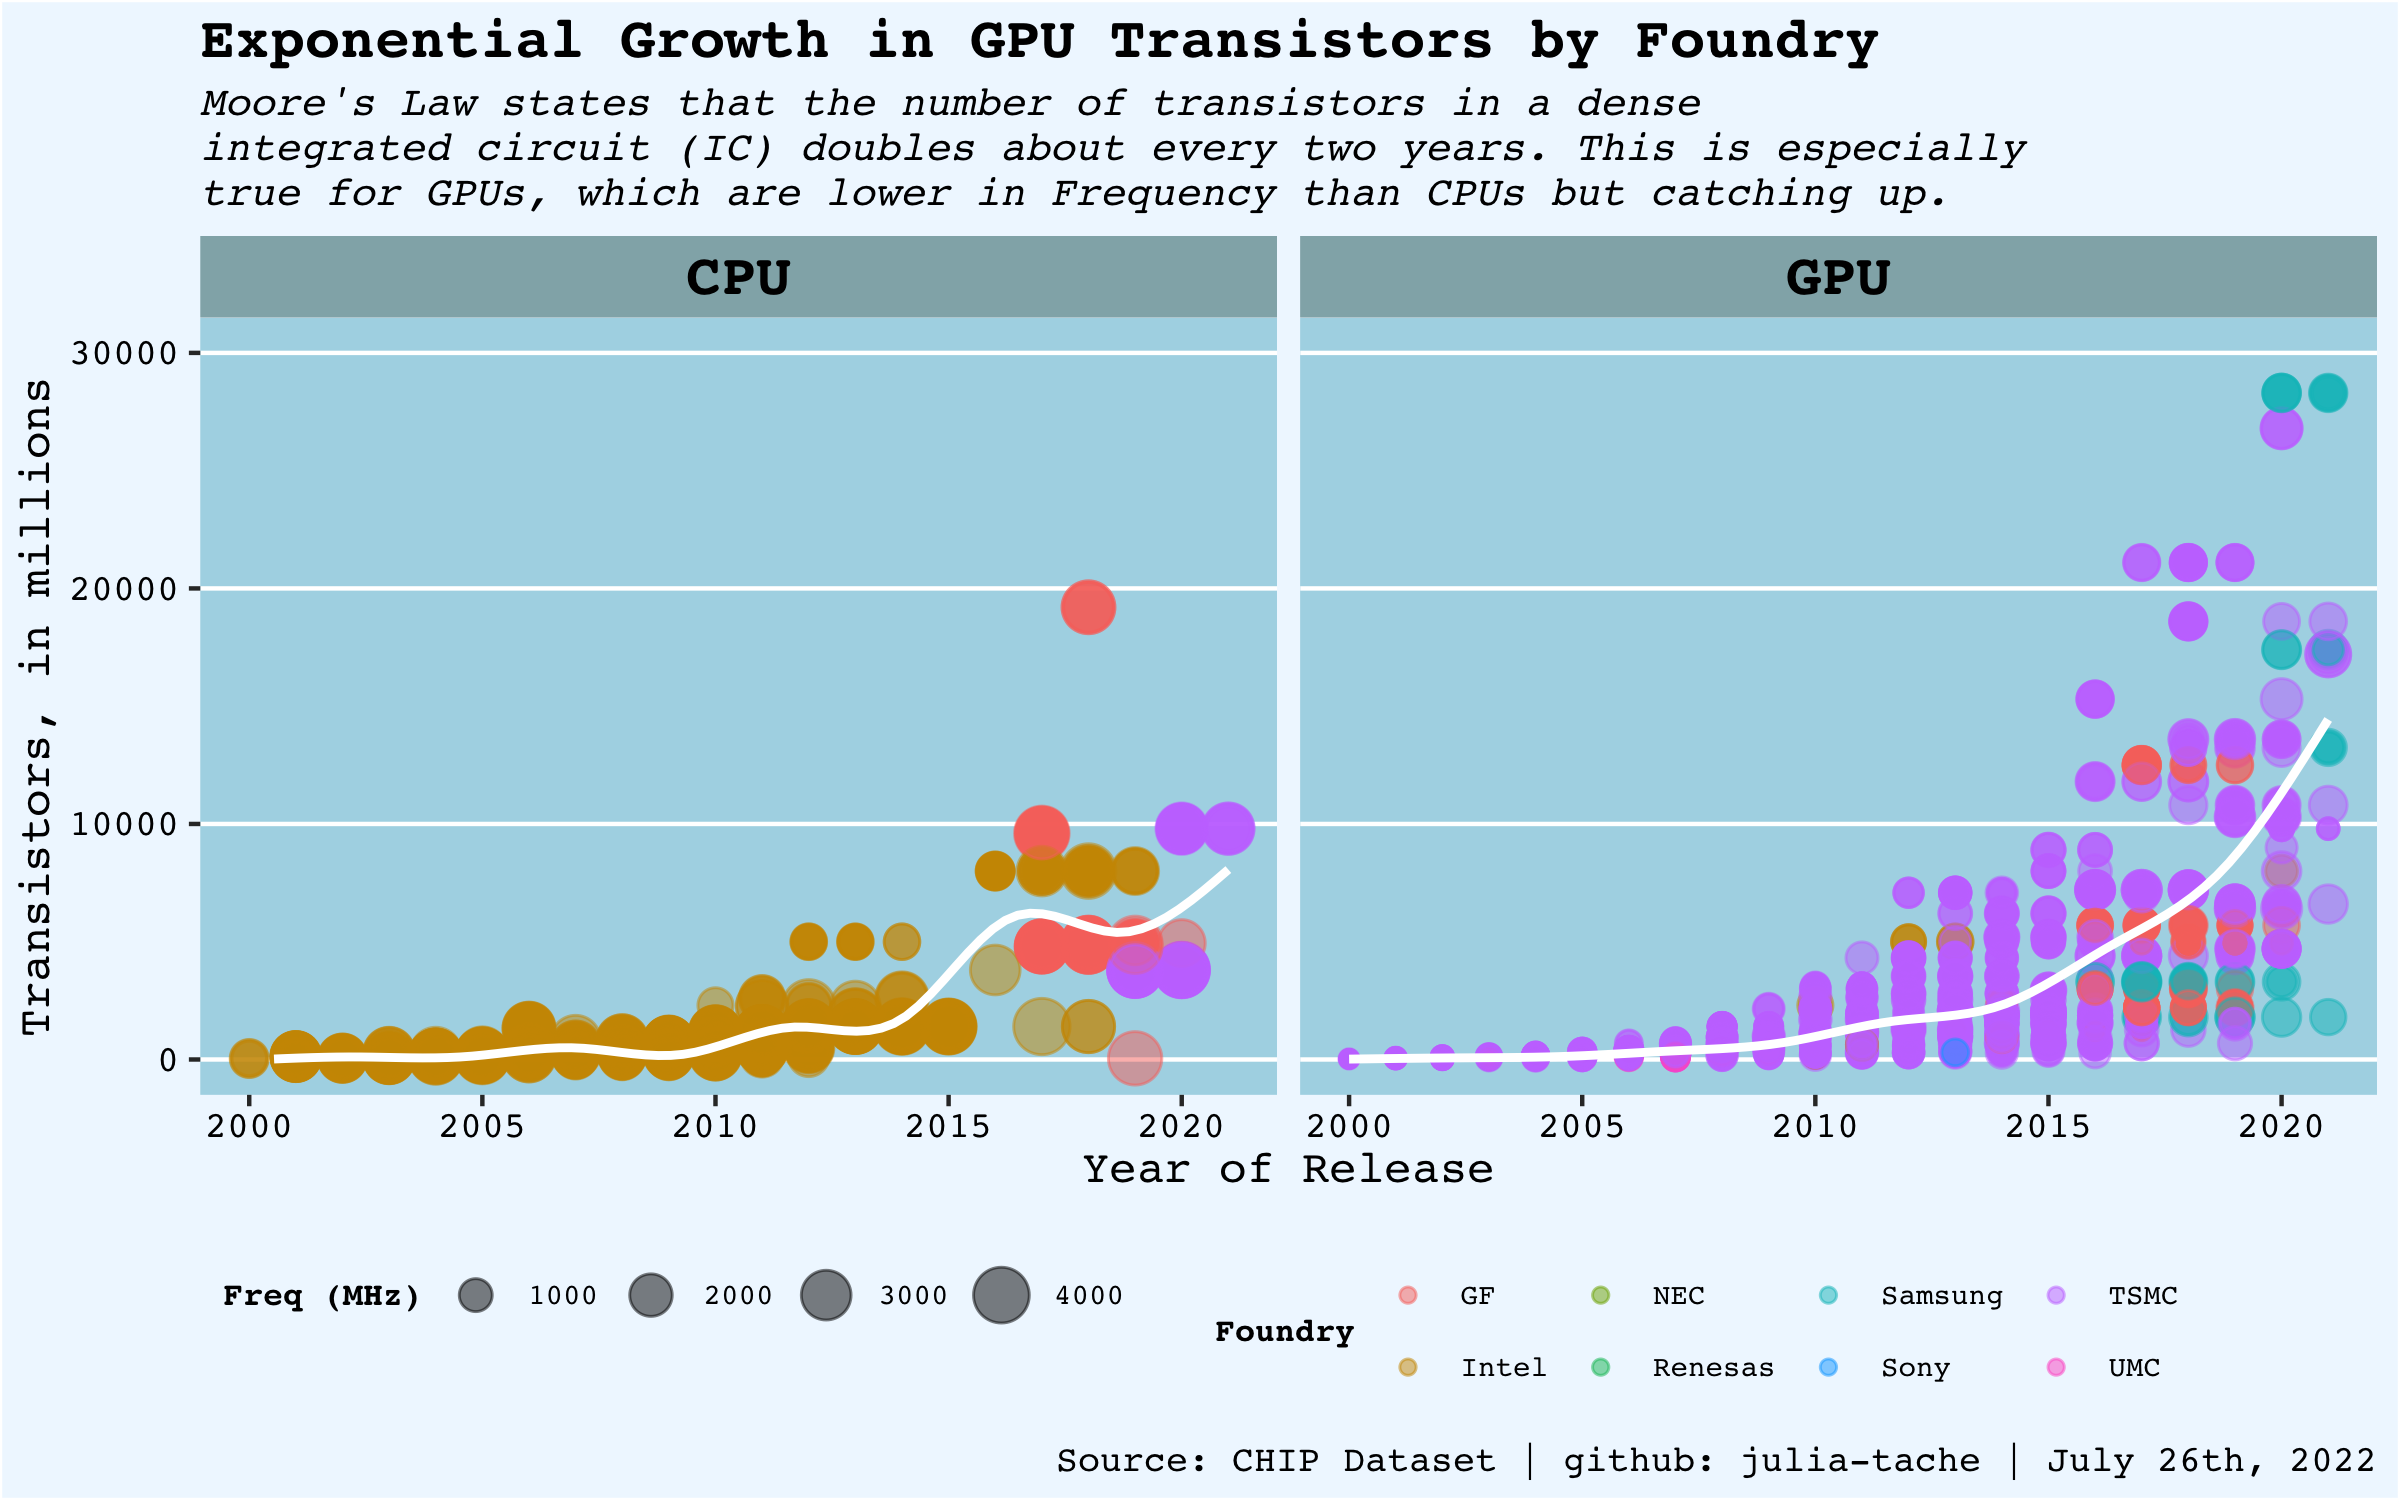 Exponential Growth in GPU Transistors by Foundry
Moore's Law states that the number of transistors in a dense
integrated circuit (IC) doubles about every two years. This is especially
true for GPUs, which are lower in Frequency than CPUs but catching up.
CPU
GPU
Transistors, in millions
30000
20000
10000
0
2000 2005 2010 2015 2020
2000 2005 2010 2015 2020
Year of Release
Freq (MHz) 1000 2000 3000 4000
Foundry
GF NEC Samsung TSMC
Intel Renesas Sony UMC
Source: CHIP Dataset | github: julia-tache | July 26th, 2022